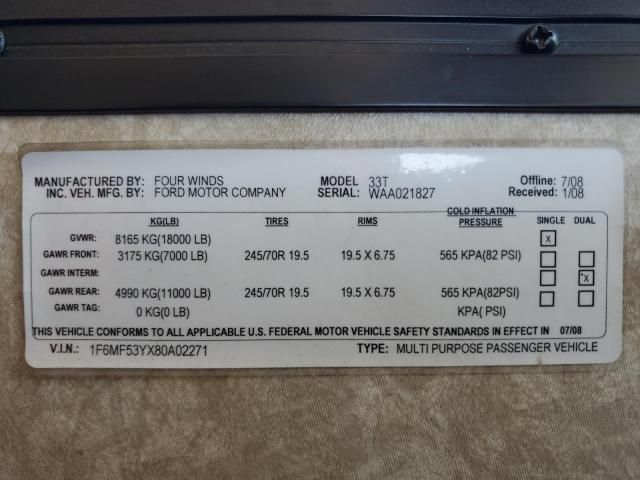 MANUFACTURED BY: FOUR WINDS MODEL 33T Offline: 7/08
INC. VEH. MFG. BY: FORD MOTOR COMPANY SERIAL: WAA021827 Received: 1/08
KG(LB) TIRES RIMS COLD INFLATION PRESSURE SINGLE DUAL
GVWR: 8165 KG(18000 LB) X
GAWR FRONT: 3175 KG(7000 LB) 245/70R 19.5 19.5 X 6.75 565 KPA(82 PSI)
GAWR INTERM: X
GAWR REAR: 4990 KG(11000 LB) 245/70R 19.5 19.5 X 6.75 565 KPA(82PSI)
GAWR TAG: 0 KG(0 LB) KPA( PSI)
THIS VEHICLE CONFORMS TO ALL APPLICABLE U.S. FEDERAL MOTOR VEHICLE SAFETY STANDARDS IN EFFECT IN 07/08
V.I.N.: 1F6MF53YX80A02271 TYPE: MULTI PURPOSE PASSENGER VEHICLE